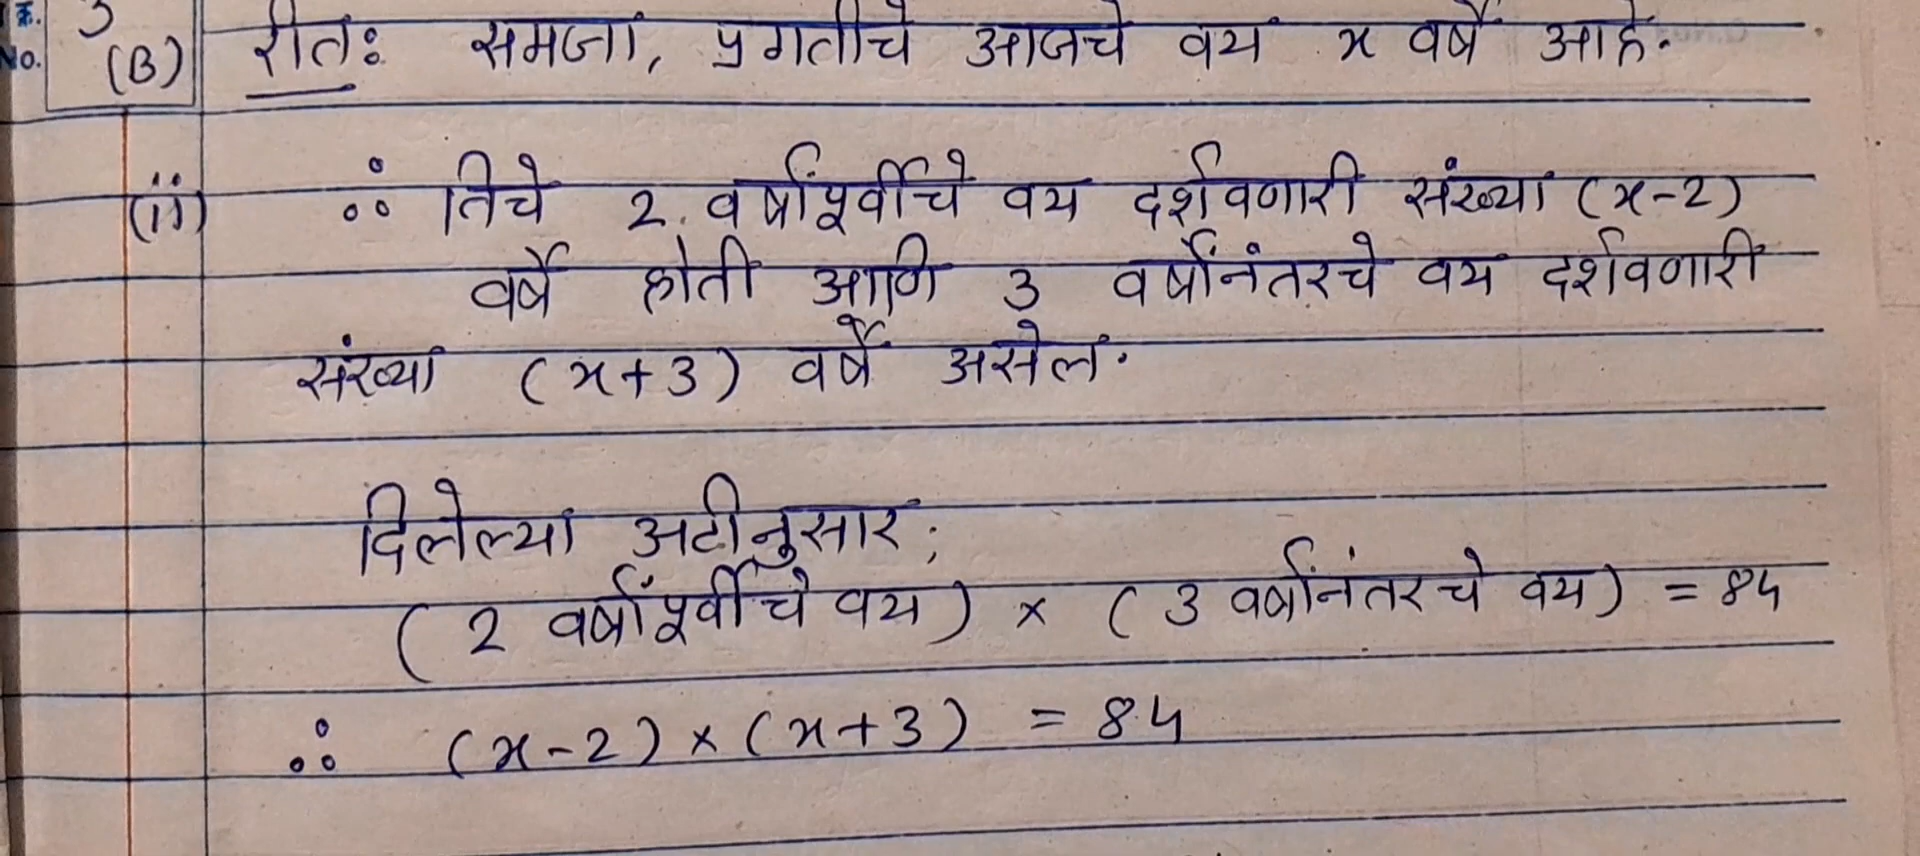 क्र. 3
No. (B) रीत: समजा, प्रगतीचे आजचे वय x वर्षे आहे.
(ii) ∴ तिचे 2 वर्षांपूर्वीचे वय दर्शवणारी संख्या (x-2)
वर्षे होती आणि 3 वर्षांनंतरचे वय दर्शवणारी
संख्या (x+3) वर्षे असेल.
दिलेल्या अटीनुसार;
(2 वर्षांपूर्वीचे वय) × (3 वर्षांनंतरचे वय) = 84
∴ (x-2) × (x+3) = 84